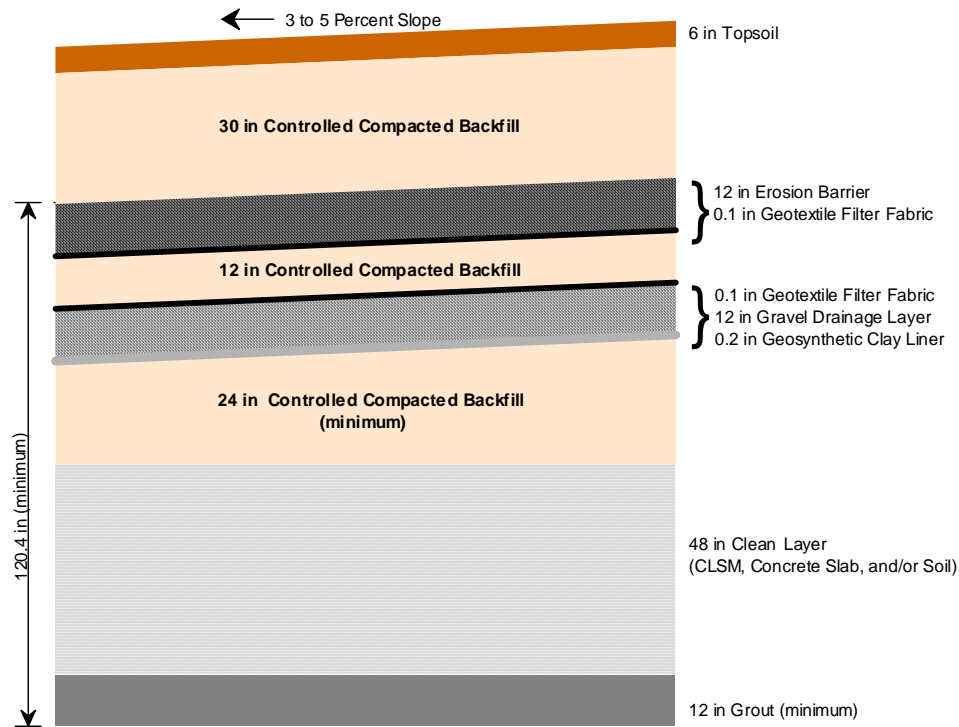 3 to 5 Percent Slope
6 in Topsoil
30 in Controlled Compacted Backfill
12 in Erosion Barrier
0.1 in Geotextile Filter Fabric
12 in Controlled Compacted Backfill
0.1 in Geotextile Filter Fabric
12 in Gravel Drainage Layer
0.2 in Geosynthetic Clay Liner
24 in Controlled Compacted Backfill
(minimum)
120.4 in (minimum)
48 in Clean Layer
(CLSM, Concrete Slab, and/or Soil)
12 in Grout (minimum)